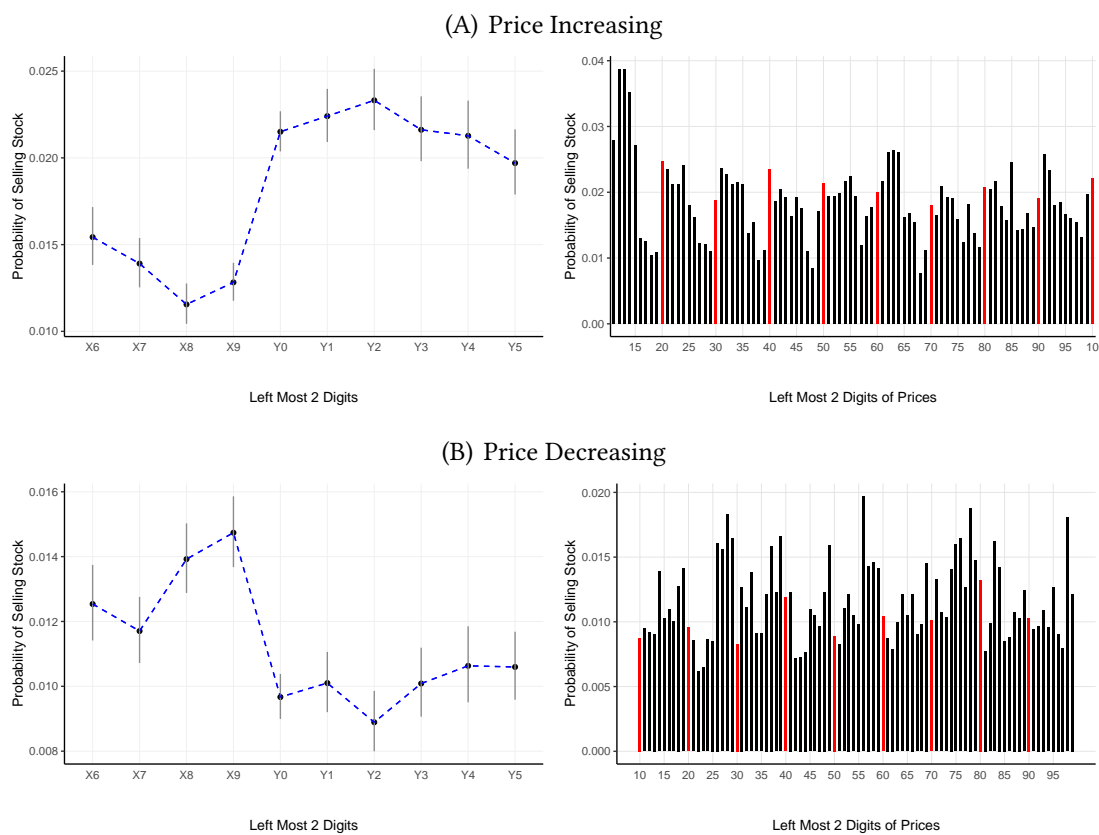 (A) Price Increasing
Probability of Selling Stock
0.025
0.020
0.015
0.010
X6 X7 X8 X9 Y0 Y1 Y2 Y3 Y4 Y5
Left Most 2 Digits
Probability of Selling Stock
0.04
0.03
0.02
0.01
0.00
15 20 25 30 35 40 45 50 55 60 65 70 75 80 85 90 95 10
Left Most 2 Digits of Prices
(B) Price Decreasing
Probability of Selling Stock
0.016
0.014
0.012
0.010
0.008
X6 X7 X8 X9 Y0 Y1 Y2 Y3 Y4 Y5
Left Most 2 Digits
Probability of Selling Stock
0.020
0.015
0.010
0.005
0.000
10 15 20 25 30 35 40 45 50 55 60 65 70 75 80 85 90 95
Left Most 2 Digits of Prices